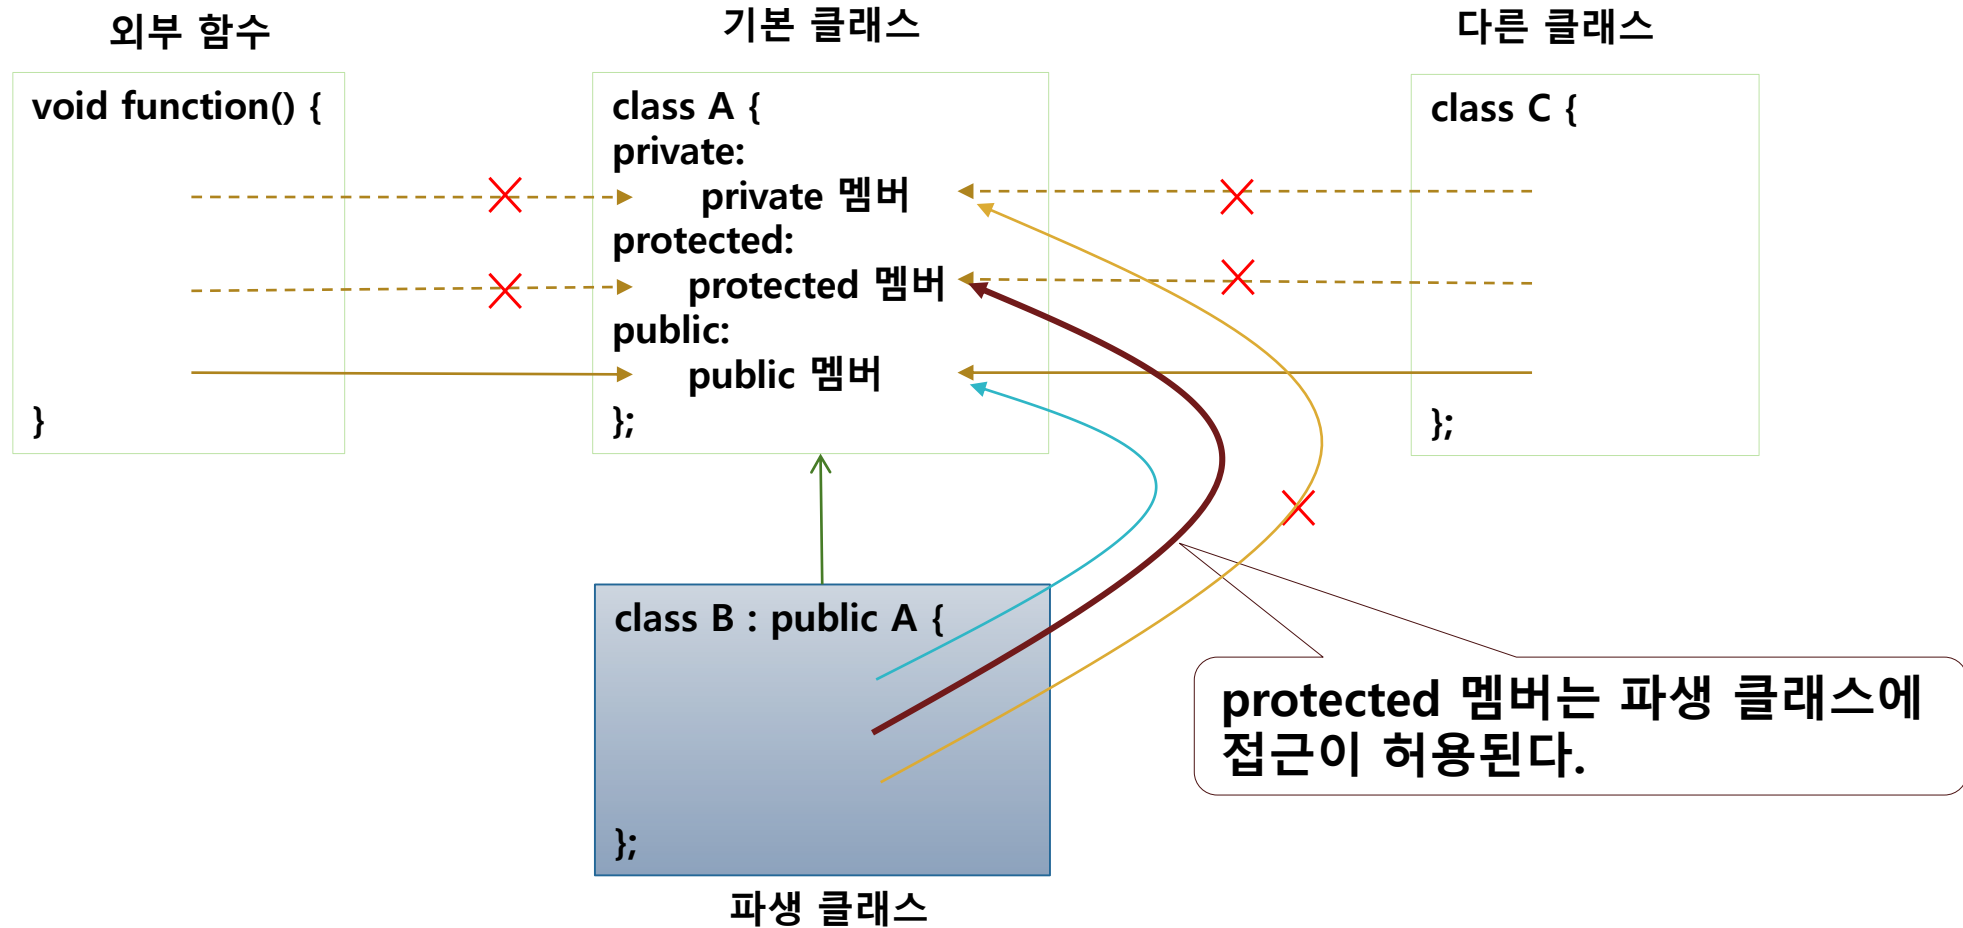 외부 함수
void function() {
}
기본 클래스
class A {
private:
private 멤버
protected:
protected 멤버
public:
public 멤버
};
다른 클래스
class C {
};
class B : public A {
};
파생 클래스
protected 멤버는 파생 클래스에
접근이 허용된다.